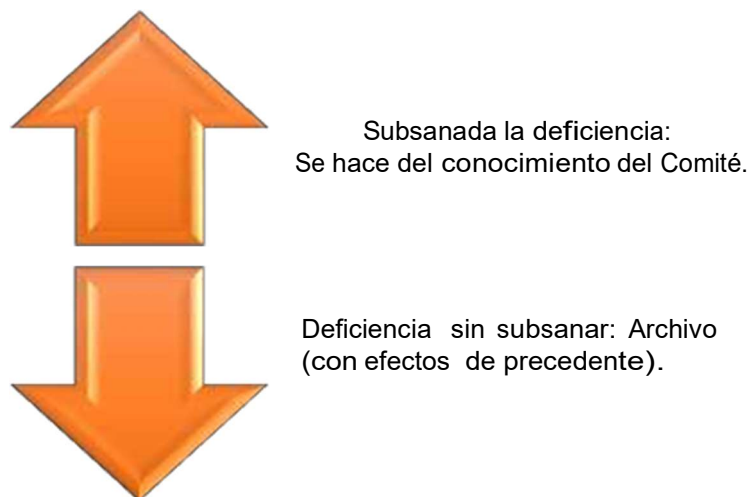 Subsanada la deficiencia:
Se hace del conocimiento del Comité.
Deficiencia sin subsanar: Archivo
(con efectos de precedente).